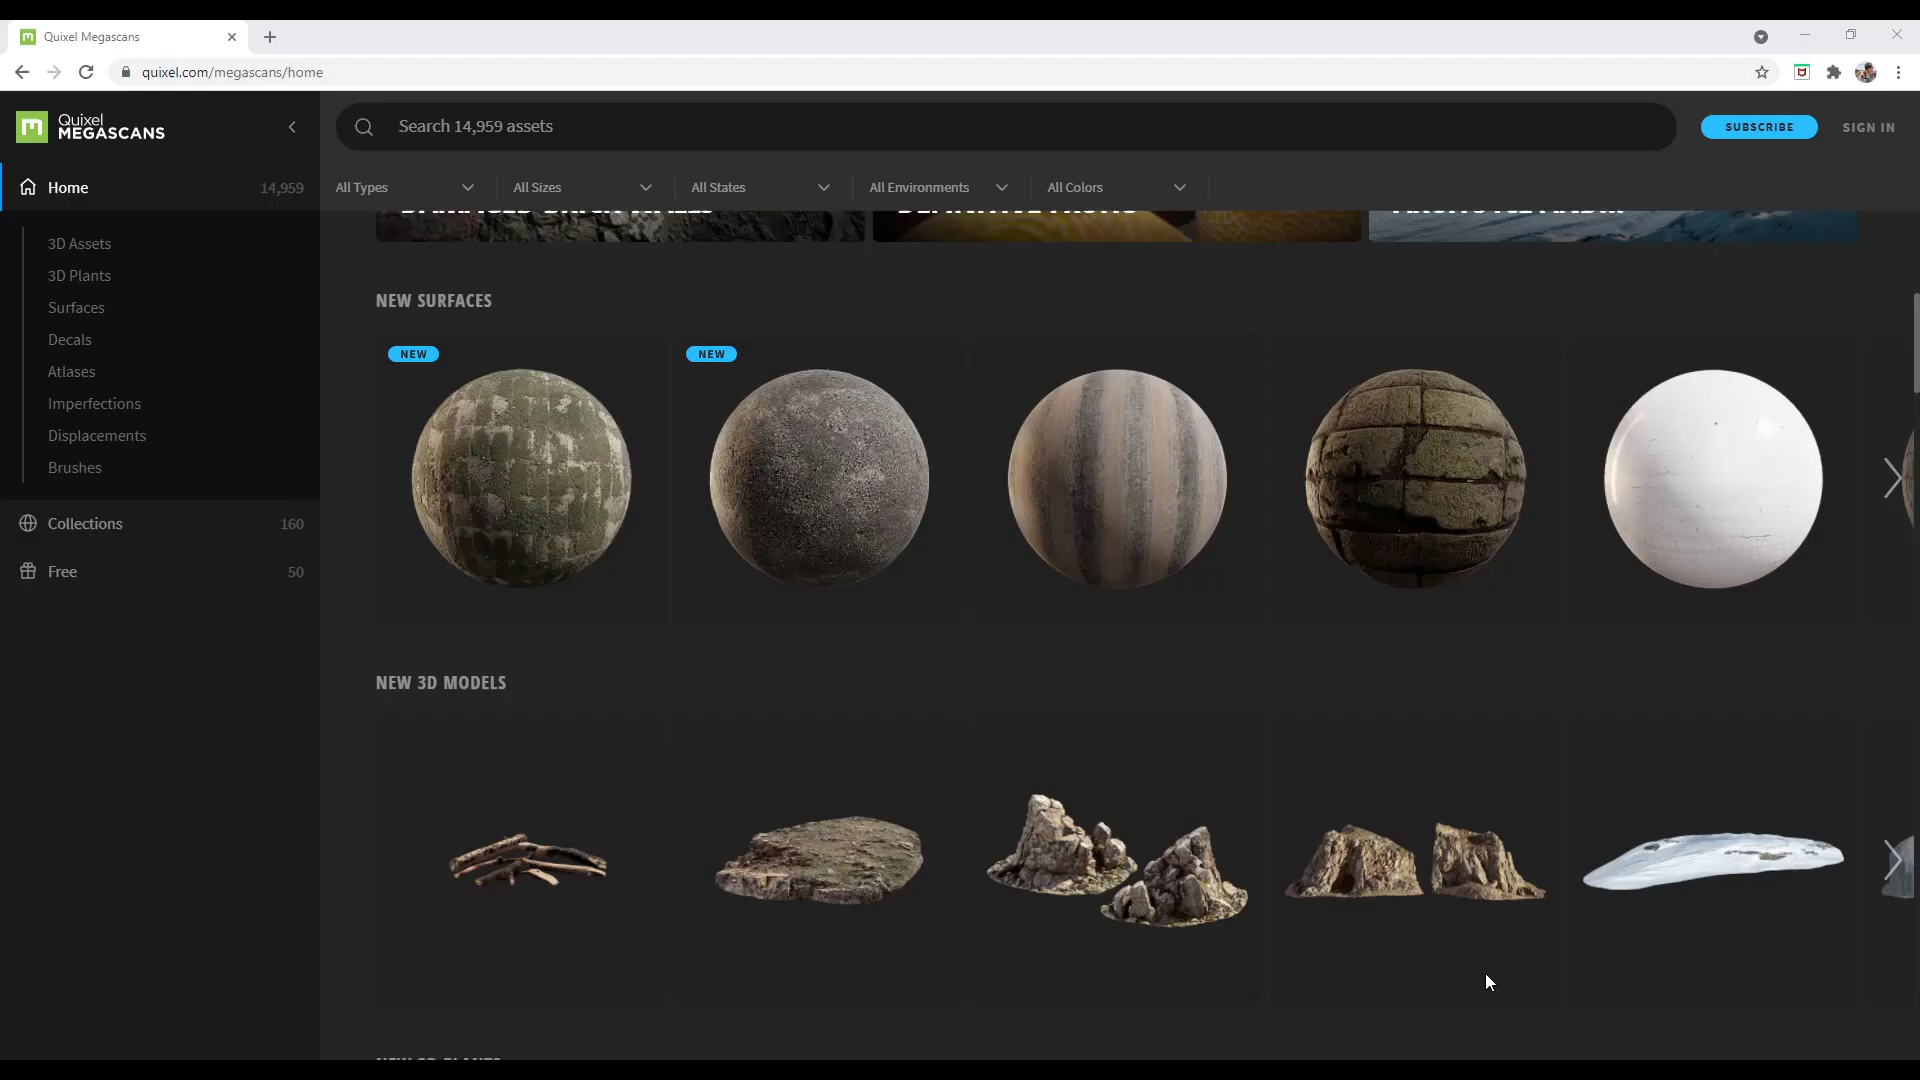 Quixel Megascans
quixel.com/megascans/home
Quixel
MEGASCANS
Search 14,959 assets
SUBSCRIBE
SIGN IN
Home
14,959
All Types
All Sizes
All States
All Environments
All Colors
3D Assets
3D Plants
Surfaces
Decals
Atlases
Imperfections
Displacements
Brushes
Collections
160
Free
50
NEW SURFACES
NEW
NEW
NEW 3D MODELS